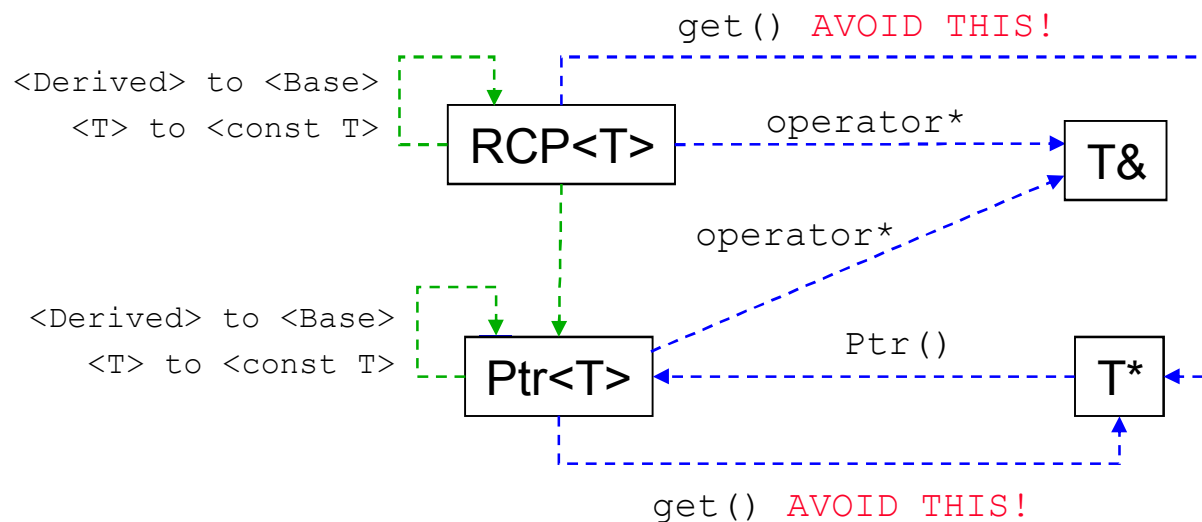 get() AVOID THIS!
<Derived> to <Base>
<T> to <const T>
RCP<T>
operator*
T&
operator*
<Derived> to <Base>
<T> to <const T>
Ptr<T>
Ptr()
T*
get() AVOID THIS!